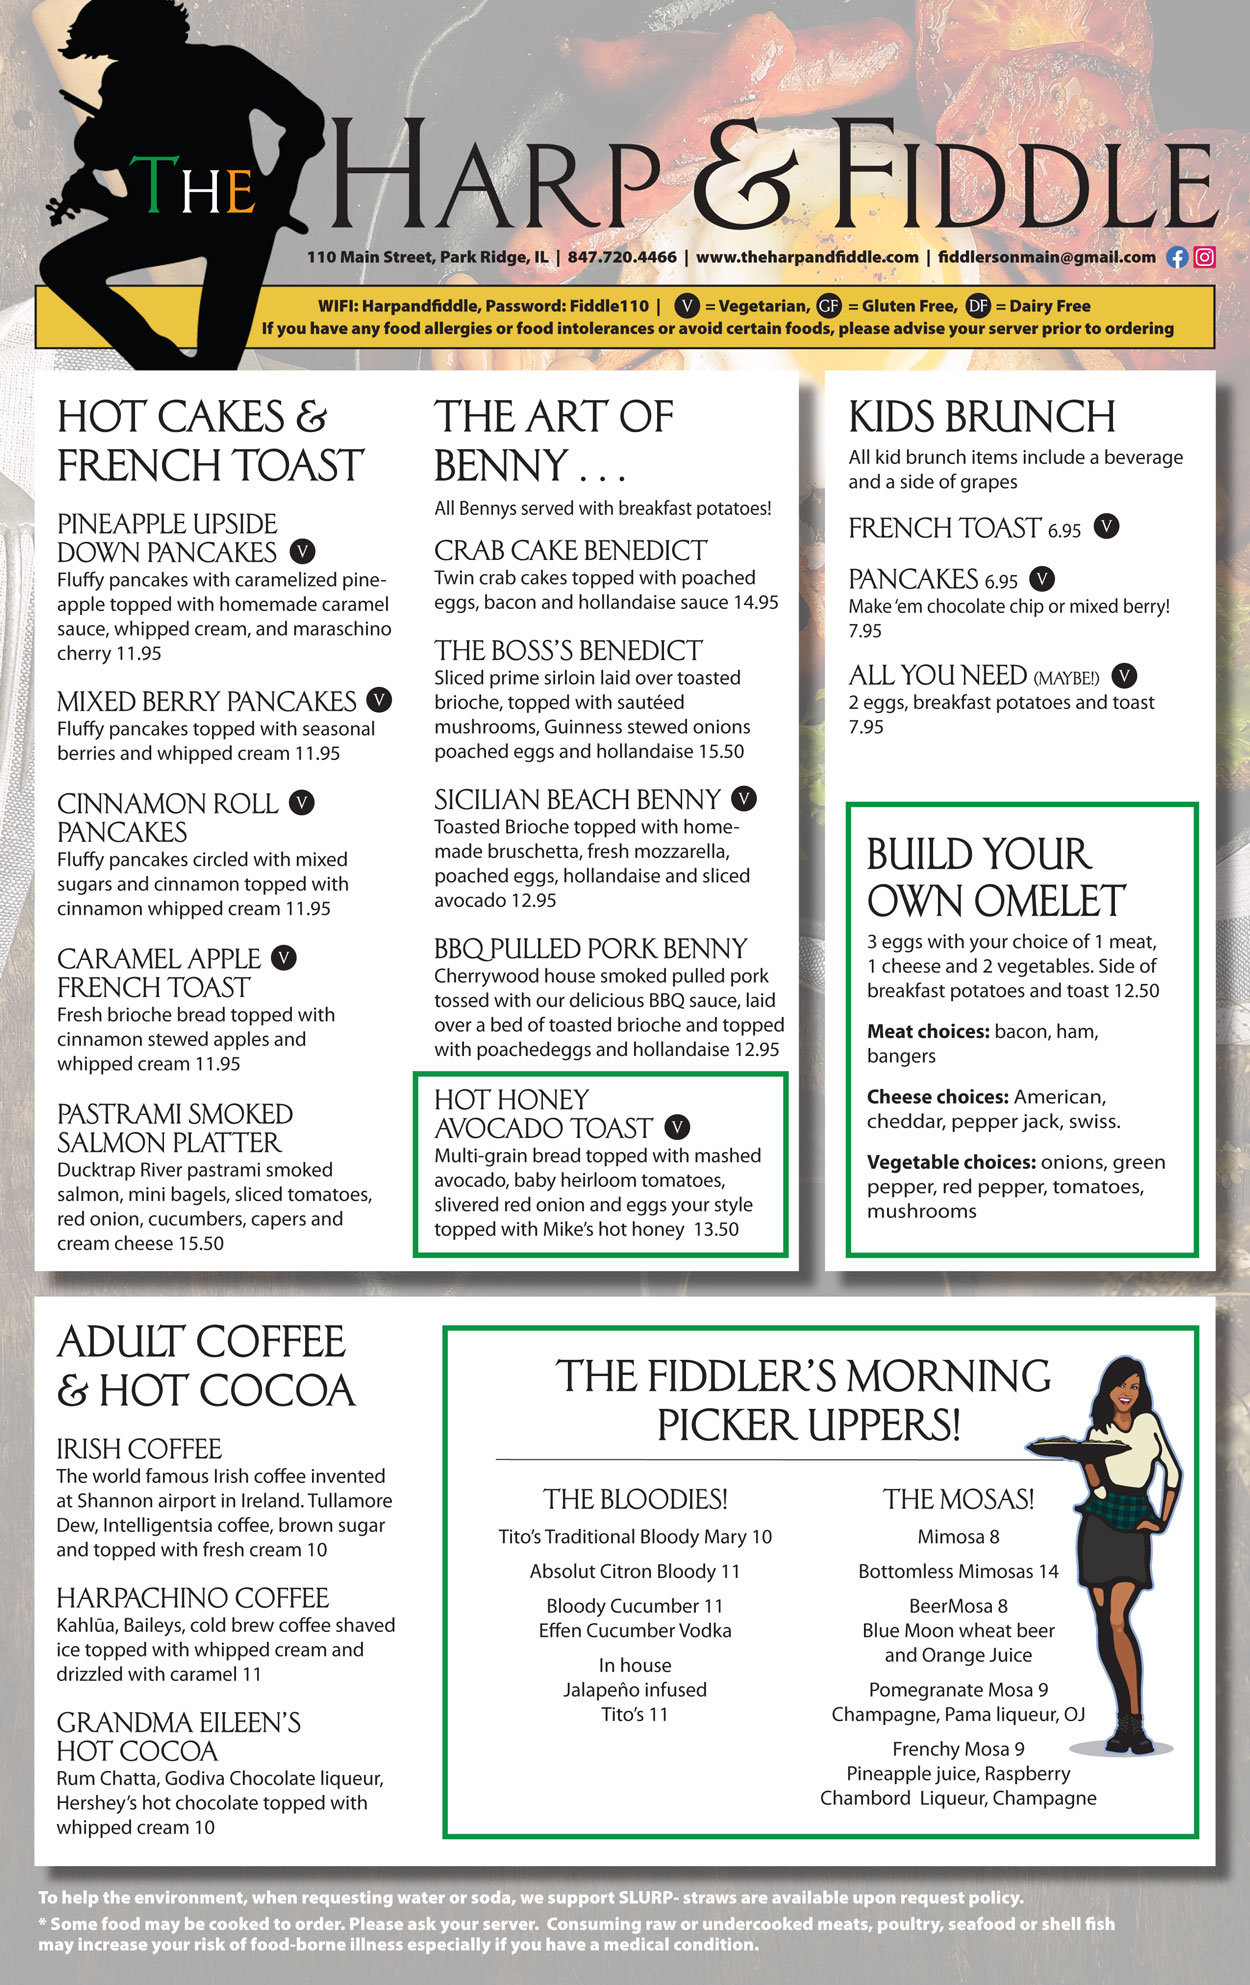 THE HARP & FIDDLE
110 Main Street, Park Ridge, IL | 847.720.4466 | www.theharpandfiddle.com | fiddlersonmain@gmail.com
WIFI: Harpandfiddle, Password: Fiddle110 | V = Vegetarian, GF = Gluten Free, DF = Dairy Free
If you have any food allergies or food intolerances or avoid certain foods, please advise your server prior to ordering
HOT CAKES &
FRENCH TOAST
PINEAPPLE UPSIDE
DOWN PANCAKES V
Fluffy pancakes with caramelized pine-
apple topped with homemade caramel
sauce, whipped cream, and maraschino
cherry 11.95
MIXED BERRY PANCAKES V
Fluffy pancakes topped with seasonal
berries and whipped cream 11.95
CINNAMON ROLL V
PANCAKES
Fluffy pancakes circled with mixed
sugars and cinnamon topped with
cinnamon whipped cream 11.95
CARAMEL APPLE V
FRENCH TOAST
Fresh brioche bread topped with
cinnamon stewed apples and
whipped cream 11.95
PASTRAMI SMOKED
SALMON PLATTER
Ducktrap River pastrami smoked
salmon, mini bagels, sliced tomatoes,
red onion, cucumbers, capers and
cream cheese 15.50
THE ART OF
BENNY . . .
All Bennys served with breakfast potatoes!
CRAB CAKE BENEDICT
Twin crab cakes topped with poached
eggs, bacon and hollandaise sauce 14.95
THE BOSS'S BENEDICT
Sliced prime sirloin laid over toasted
brioche, topped with sautéed
mushrooms, Guinness stewed onions
poached eggs and hollandaise 15.50
SICILIAN BEACH BENNY V
Toasted Brioche topped with home-
made bruschetta, fresh mozzarella,
poached eggs, hollandaise and sliced
avocado 12.95
BBQ PULLED PORK BENNY
Cherrywood house smoked pulled pork
tossed with our delicious BBQ sauce, laid
over a bed of toasted brioche and topped
with poachedeggs and hollandaise 12.95
HOT HONEY
AVOCADO TOAST V
Multi-grain bread topped with mashed
avocado, baby heirloom tomatoes,
slivered red onion and eggs your style
topped with Mike's hot honey 13.50
KIDS BRUNCH
All kid brunch items include a beverage
and a side of grapes
FRENCH TOAST 6.95 V
PANCAKES 6.95 V
Make 'em chocolate chip or mixed berry!
7.95
ALL YOU NEED (MAYBE!) V
2 eggs, breakfast potatoes and toast
7.95
BUILD YOUR
OWN OMELET
3 eggs with your choice of 1 meat,
1 cheese and 2 vegetables. Side of
breakfast potatoes and toast 12.50
Meat choices: bacon, ham,
bangers
Cheese choices: American,
cheddar, pepper jack, swiss.
Vegetable choices: onions, green
pepper, red pepper, tomatoes,
mushrooms
ADULT COFFEE
& HOT COCOA
IRISH COFFEE
The world famous Irish coffee invented
at Shannon airport in Ireland. Tullamore
Dew, Intelligentsia coffee, brown sugar
and topped with fresh cream 10
HARPACHINO COFFEE
Kahlūa, Baileys, cold brew coffee shaved
ice topped with whipped cream and
drizzled with caramel 11
GRANDMA EILEEN'S
HOT COCOA
Rum Chatta, Godiva Chocolate liqueur,
Hershey's hot chocolate topped with
whipped cream 10
THE FIDDLER'S MORNING
PICKER UPPERS!
THE BLOODIES!
Tito's Traditional Bloody Mary 10
Absolut Citron Bloody 11
Bloody Cucumber 11
Effen Cucumber Vodka
In house
Jalapeño infused
Tito's 11
THE MOSAS!
Mimosa 8
Bottomless Mimosas 14
BeerMosa 8
Blue Moon wheat beer
and Orange Juice
Pomegranate Mosa 9
Champagne, Pama liqueur, OJ
Frenchy Mosa 9
Pineapple juice, Raspberry
Chambord Liqueur, Champagne
To help the environment, when requesting water or soda, we support SLURP- straws are available upon request policy.
* Some food may be cooked to order. Please ask your server. Consuming raw or undercooked meats, poultry, seafood or shell fish
may increase your risk of food-borne illness especially if you have a medical condition.